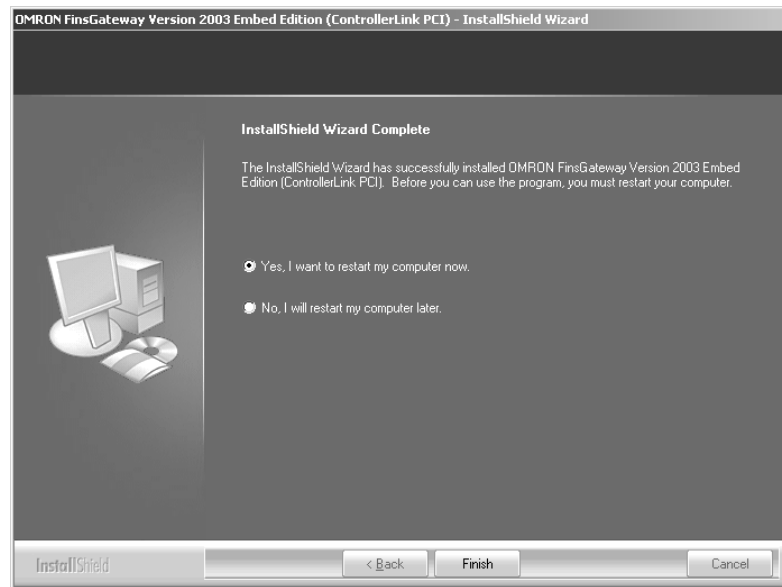 OMRON FinsGateway Version 2003 Embed Edition (ControllerLink PCI) - InstallShield Wizard
InstallShield Wizard Complete
The InstallShield Wizard has successfully installed OMRON FinsGateway Version 2003 Embed
Edition (ControllerLink PCI). Before you can use the program, you must restart your computer.
Yes, I want to restart my computer now.
No, I will restart my computer later.
InstallShield
< Back
Finish
Cancel